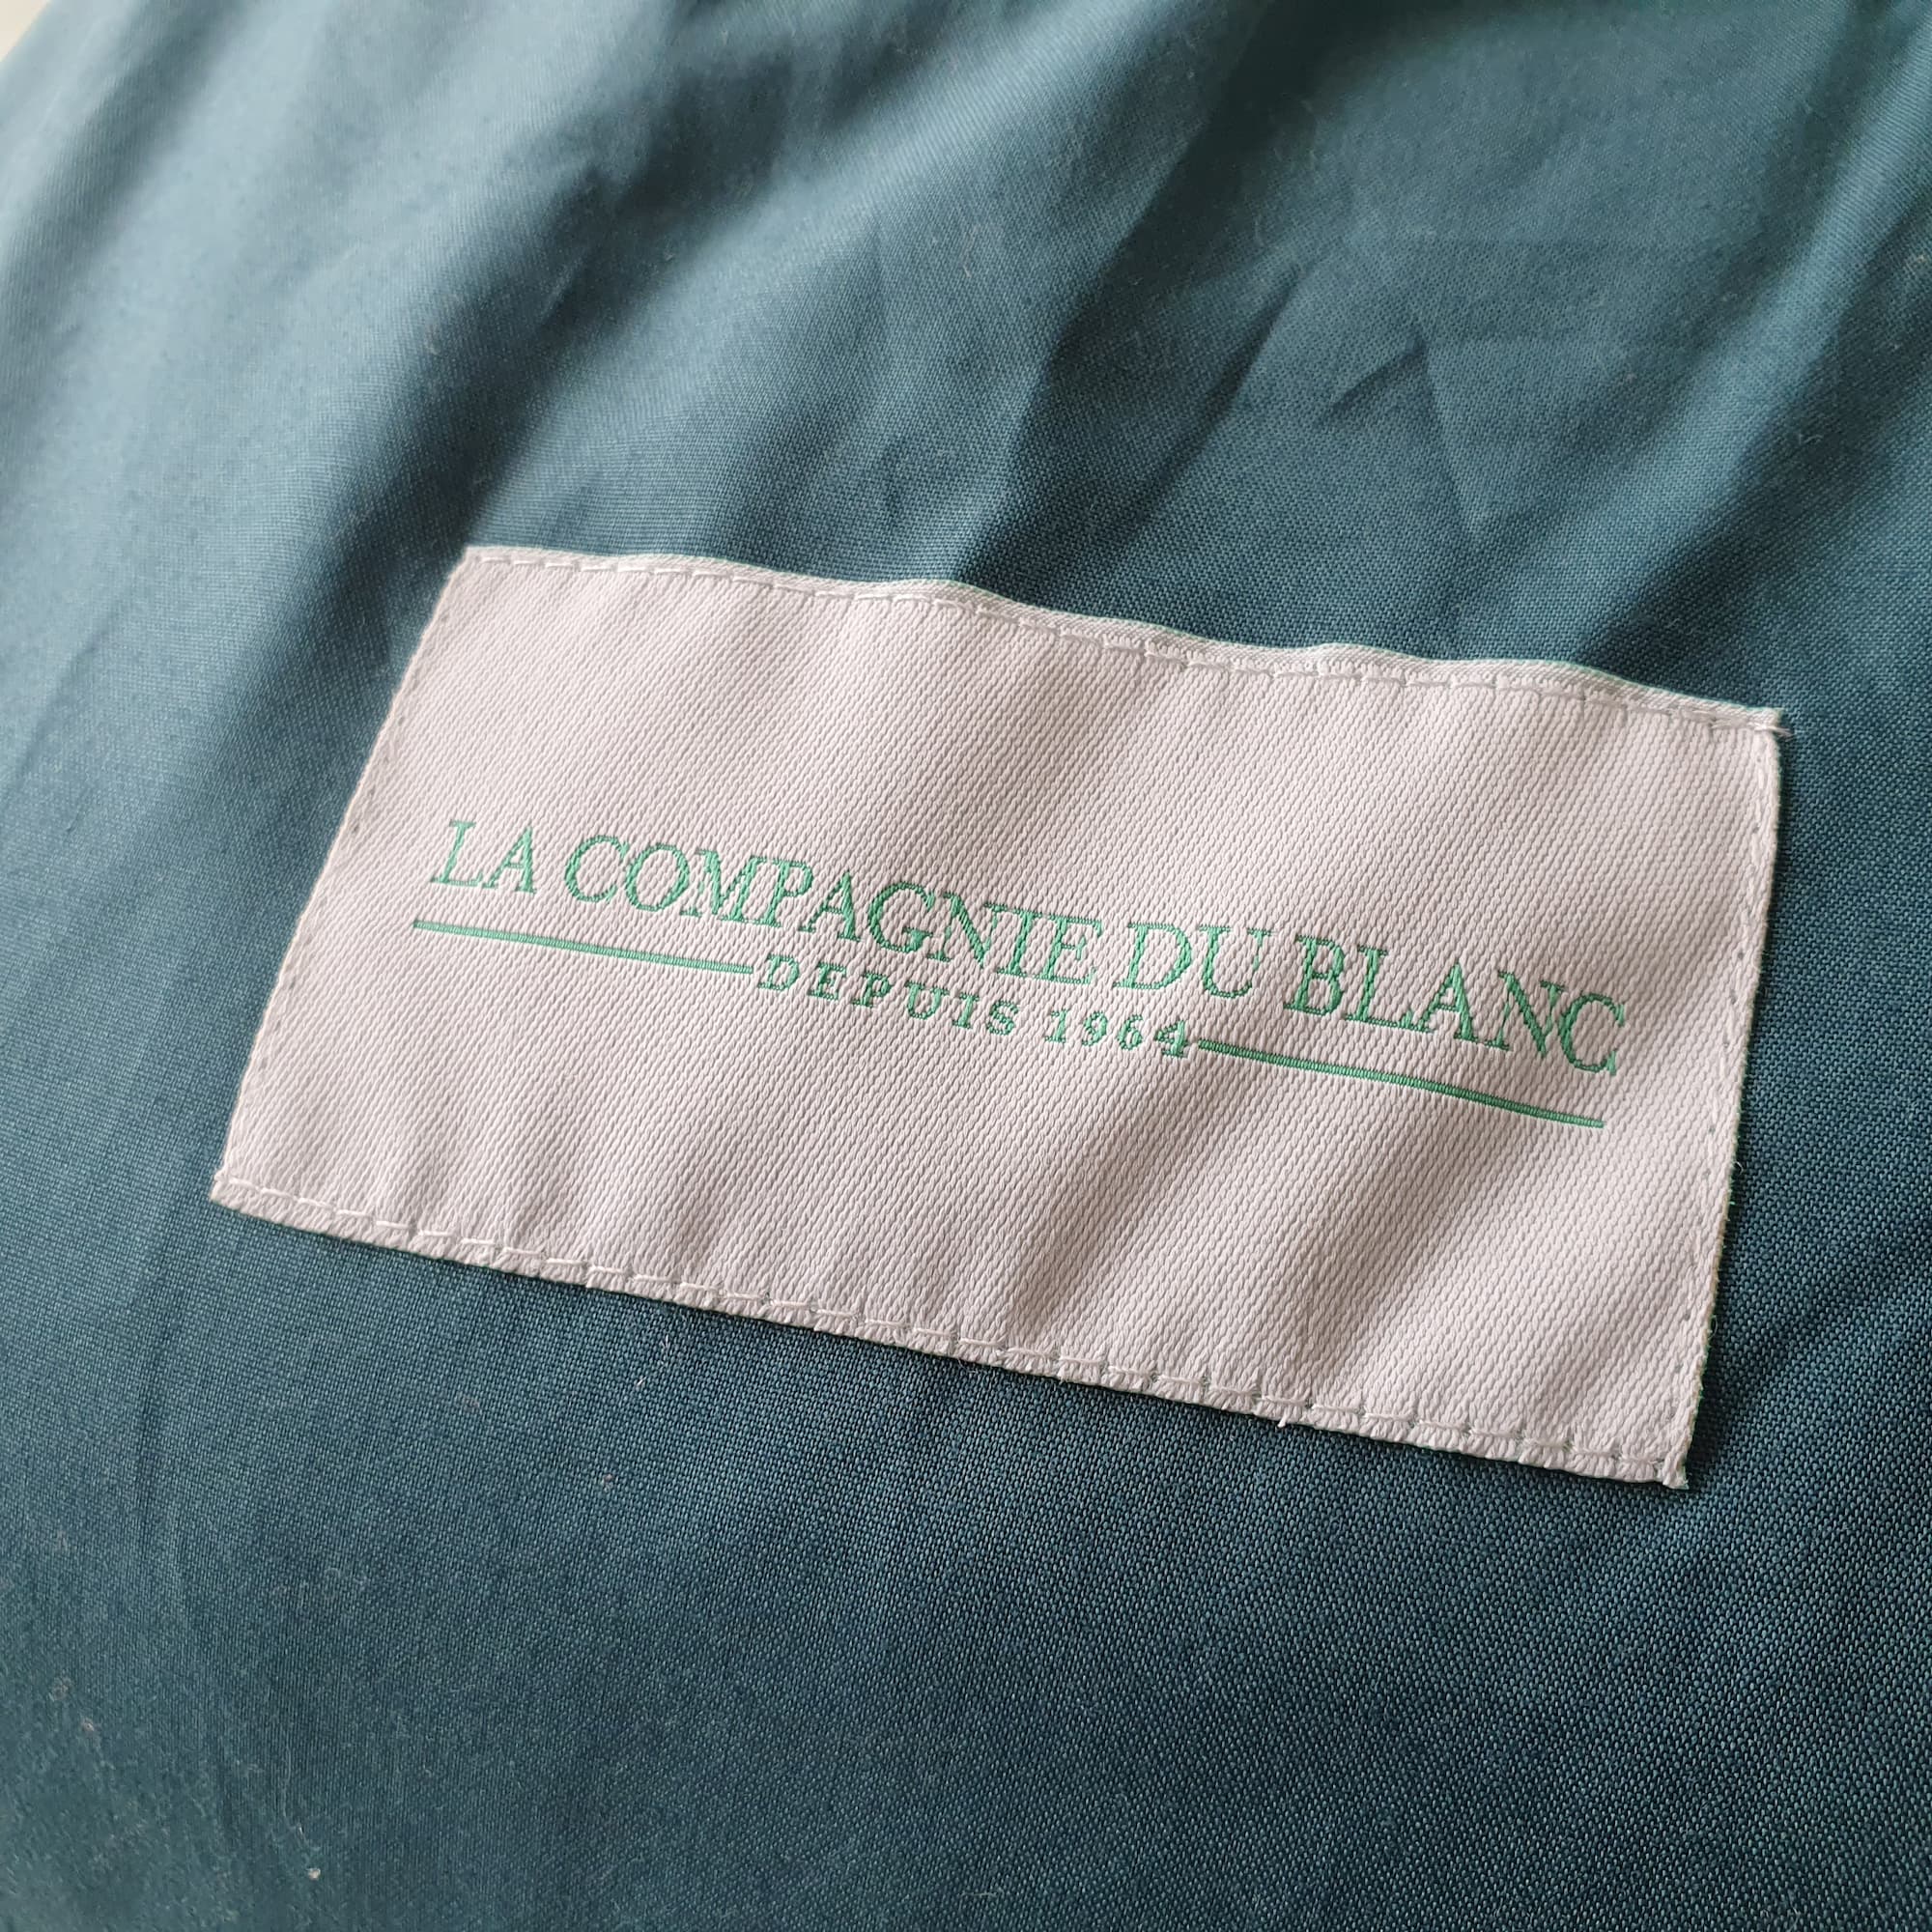 LA COMPAGNIE DU BLANC
DEPUIS 1964